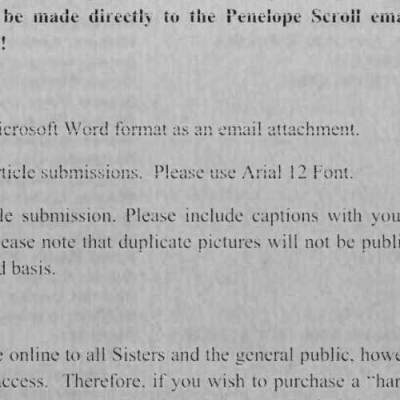 be made directly to the Penelope Scroll ema
!
icrosoft Word format as an email attachment.
ticle submissions. Please use Arial 12 Font.
le submission. Please include captions with you
ease note that duplicate pictures will not be publi
d basis.
e online to all Sisters and the general public, howe
access. Therefore, if you wish to purchase a "har